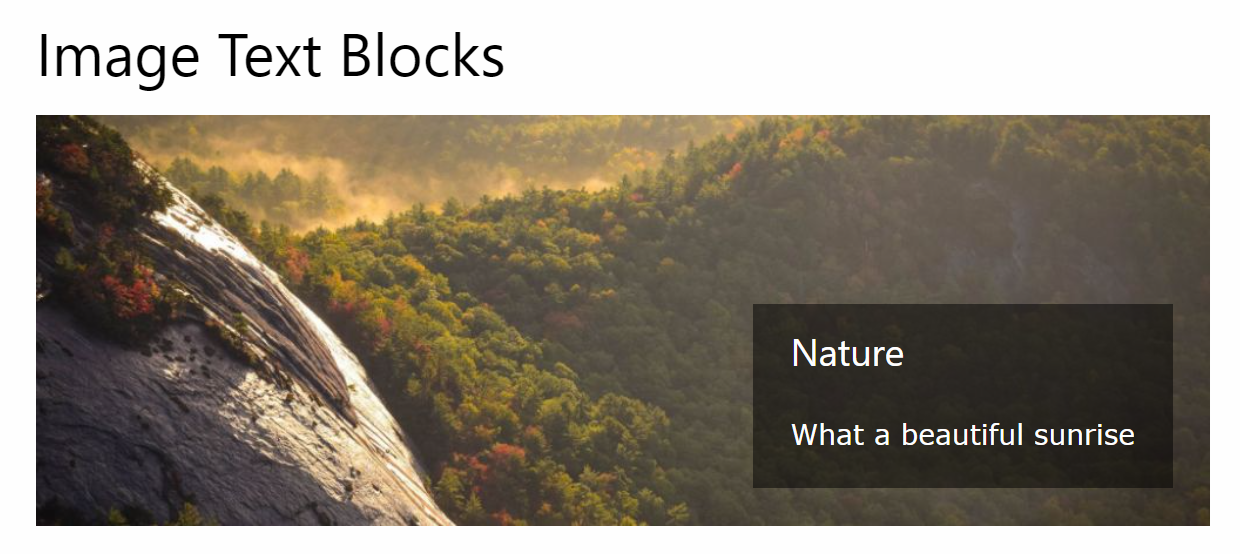 Image Text Blocks
Nature
What a beautiful sunrise